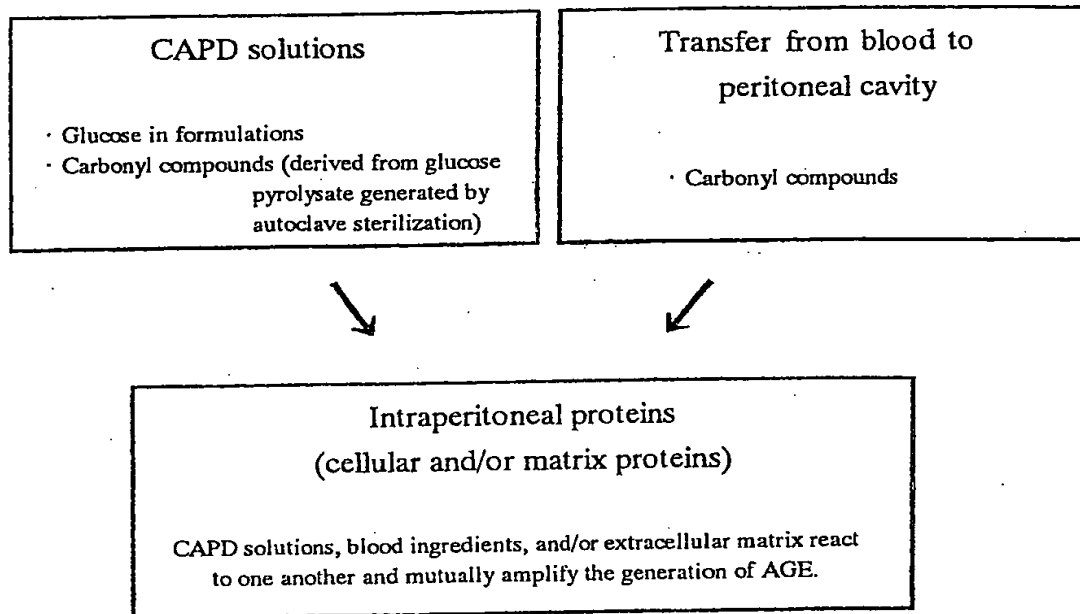 CAPD solutions
· Glucose in formulations
· Carbonyl compounds (derived from glucose
pyrolysate generated by
autoclave sterilization)
Transfer from blood to
peritoneal cavity
· Carbonyl compounds
Intraperitoneal proteins
(cellular and/or matrix proteins)
CAPD solutions, blood ingredients, and/or extracellular matrix react
to one another and mutually amplify the generation of AGE.